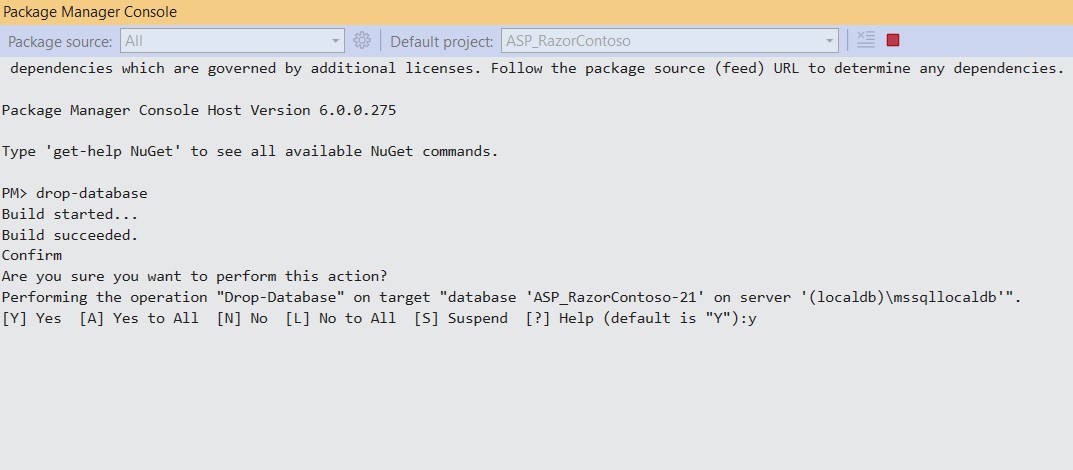 Package Manager Console
Package source: All Default project: ASP_RazorContoso
dependencies which are governed by additional licenses. Follow the package source (feed) URL to determine any dependencies.
Package Manager Console Host Version 6.0.0.275
Type 'get-help NuGet' to see all available NuGet commands.
PM> drop-database
Build started...
Build succeeded.
Confirm
Are you sure you want to perform this action?
Performing the operation "Drop-Database" on target "database 'ASP_RazorContoso-21' on server '(localdb)\mssqllocaldb'".
[Y] Yes  [A] Yes to All  [N] No  [L] No to All  [S] Suspend  [?] Help (default is "Y"):y